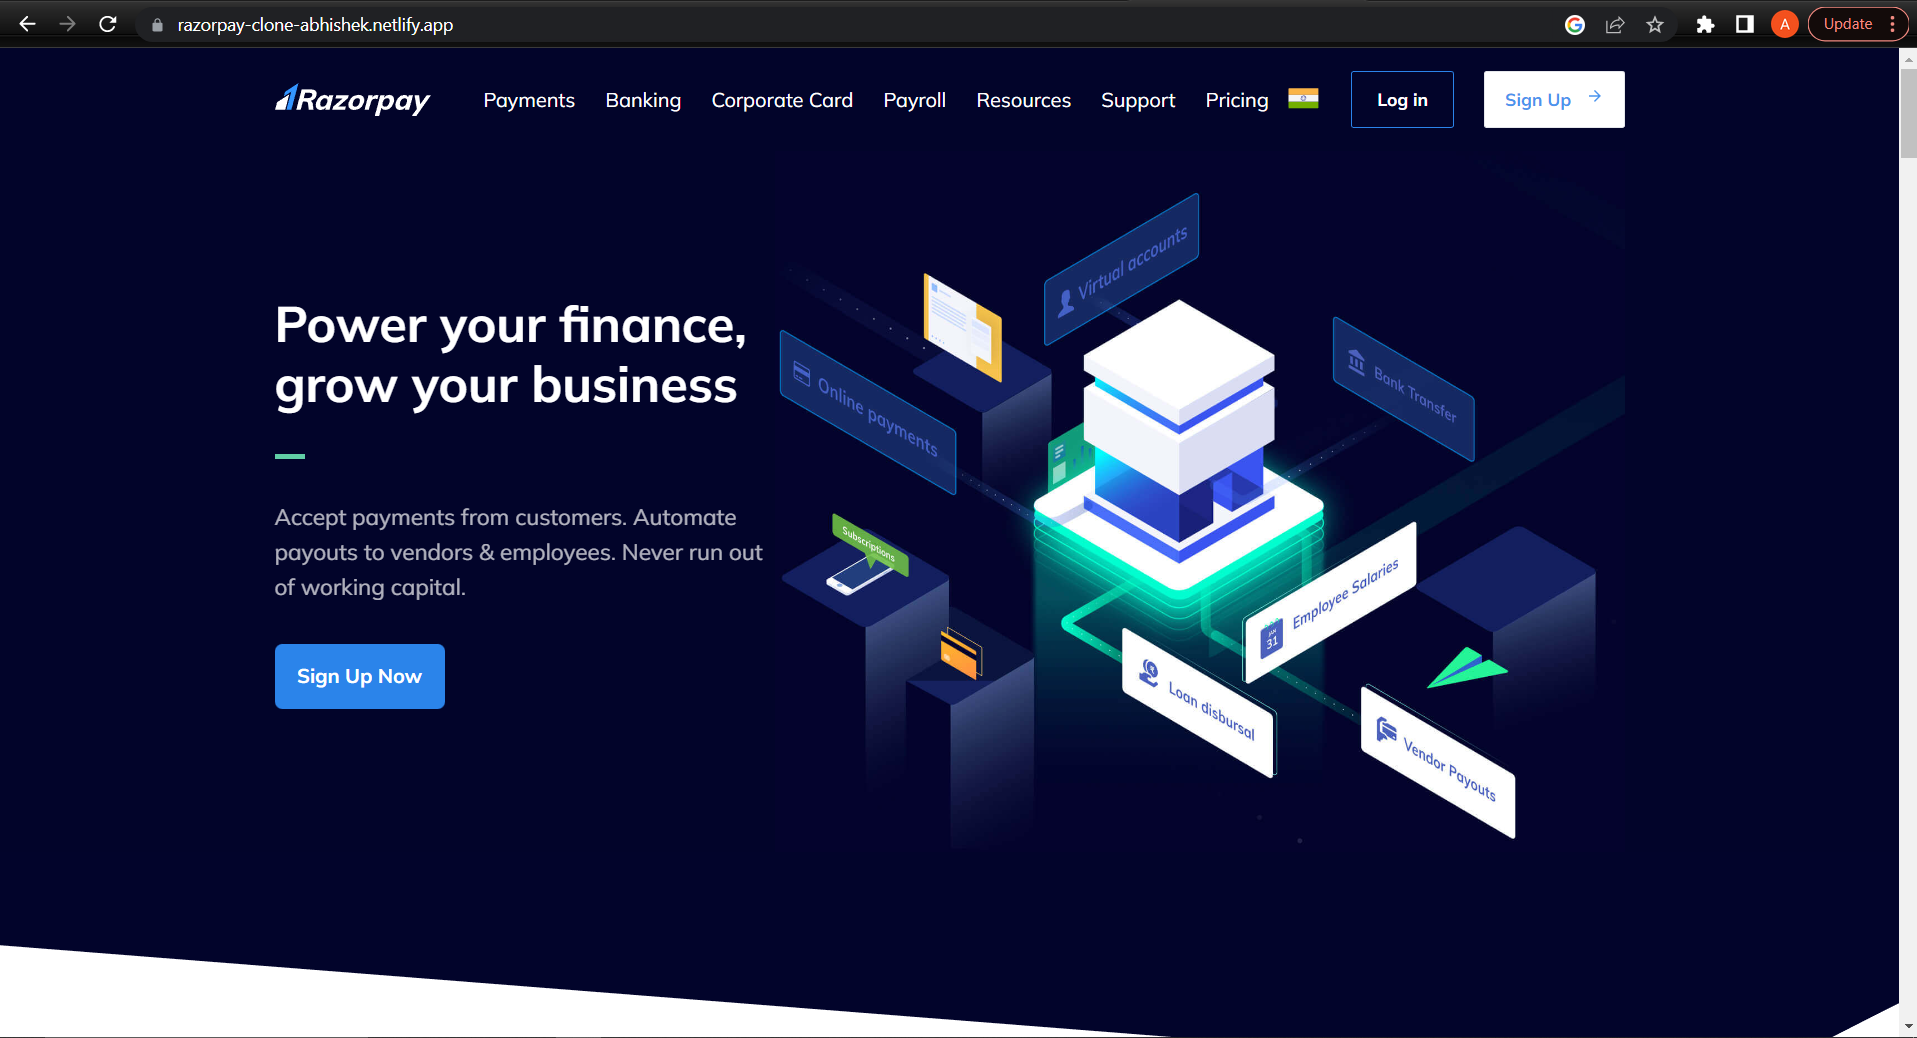 razorpay-clone-abhishek.netlify.app
A
Update
Razorpay
Payments
Banking
Corporate Card
Payroll
Resources
Support
Pricing
Log in
Sign Up
Power your finance,
grow your business
Accept payments from customers. Automate
payouts to vendors & employees. Never run out
of working capital.
Sign Up Now
Virtual accounts
Online payments
Bank Transfer
Subscriptions
Employee Salaries
JAN
31
Loan disbursal
Vendor Payouts